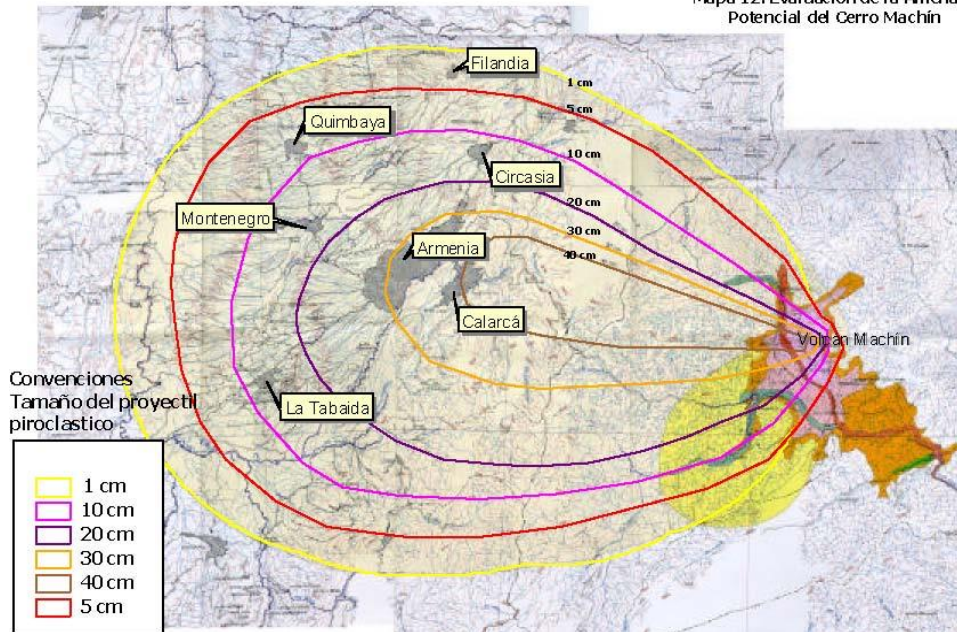 Potencial del Cerro Machín
Filandia
1 cm
5 cm
Quimbaya
10 cm
Circasia
20 cm
Montenegro
30 cm
Armenia
40 cm
Calarcá
Volcán Machín
La Tabaida
Convenciones
Tamaño del proyectil
piroclastico
1 cm
10 cm
20 cm
30 cm
40 cm
5 cm